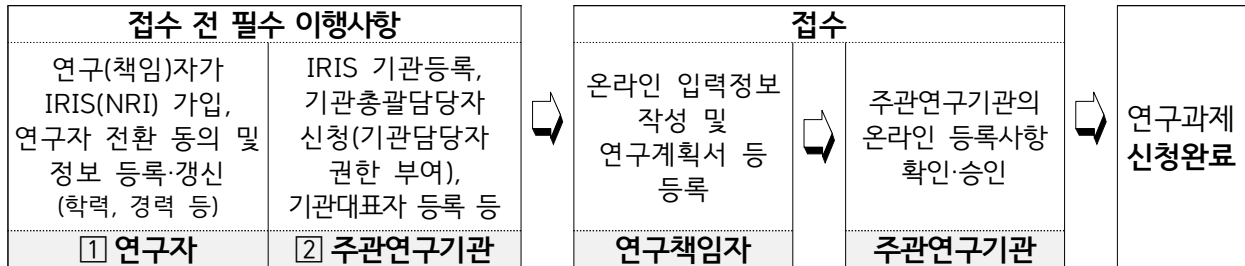 접수 전 필수 이행사항
연구(책임)자가
IRIS(NRI) 가입,
연구자 전환 동의 및
정보 등록·갱신
(학력, 경력 등)
1 연구자
IRIS 기관등록,
기관총괄담당자
신청(기관담당자
권한 부여),
기관대표자 등록 등
2 주관연구기관
접수
온라인 입력정보
작성 및
연구계획서 등
등록
연구책임자
주관연구기관의
온라인 등록사항
확인·승인
주관연구기관
연구과제
신청완료